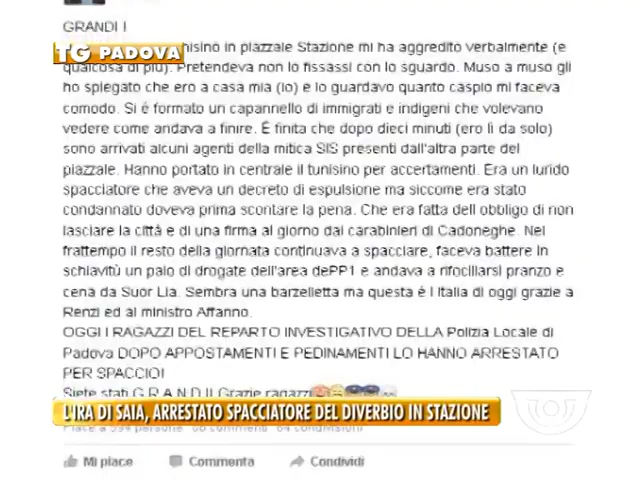 GRANDI !
TG PADOVA
nisino in piazzale Stazione mi ha aggredito verbalmente (e
qualcosa di più). Pretendeva non lo fissassi con lo sguardo. Muso a muso gli
ho spiegato che ero a casa mia (io) e lo guardavo quanto caspio mi faceva
comodo. Si é formato un capannello di immigrati e indigeni che volevano
vedere come andava a finire. É finita che dopo dieci minuti (ero lì da solo)
sono arrivati alcuni agenti della mitica SIS presenti dall'altra parte del
piazzale. Hanno portato in centrale il tunisino per accertamenti. Era un lurido
spacciatore che aveva un decreto di espulsione ma siccome era stato
condannato doveva prima scontare la pena. Che era fatta dell obbligo di non
lasciare la città e di una firma al giorno dai carabinieri di Cadoneghe. Nel
frattempo il resto della giornata continuava a spacciare, faceva battere in
schiavitù un paio di drogate dell'area dePP1 e andava a rifocillarsi pranzo e
cena da Suor Lia. Sembra una barzelletta ma questa è l Italia di oggi grazie a
Renzi ed al ministro Affanno.
OGGI I RAGAZZI DEL REPARTO INVESTIGATIVO DELLA Polizia Locale di
Padova DOPO APPOSTAMENTI E PEDINAMENTI LO HANNO ARRESTATO
PER SPACCIO!
Siete stati G R A N D I! Grazie ragazzi
L'IRA DI SAIA, ARRESTATO SPACCIATORE DEL DIVERBIO IN STAZIONE
Piace a 594 persone 66 commenti 64 condivisioni
Mi piace Commenta Condividi